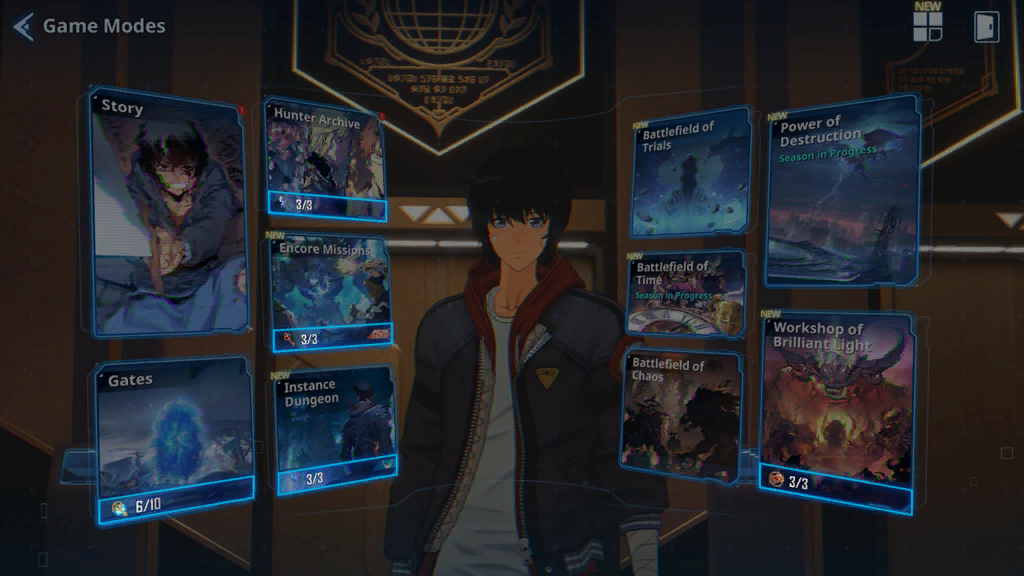 Game Modes
NEW
Story
Hunter Archive
3/3
NEW
Encore Missions
3/3
Gates
6/10
NEW
Instance
Dungeon
3/3
NEW
Battlefield of
Trials
NEW
Power of
Destruction
Season in Progress
NEW
Battlefield of
Time
Season in Progress
Battlefield of
Chaos
NEW
Workshop of
Brilliant Light
3/3